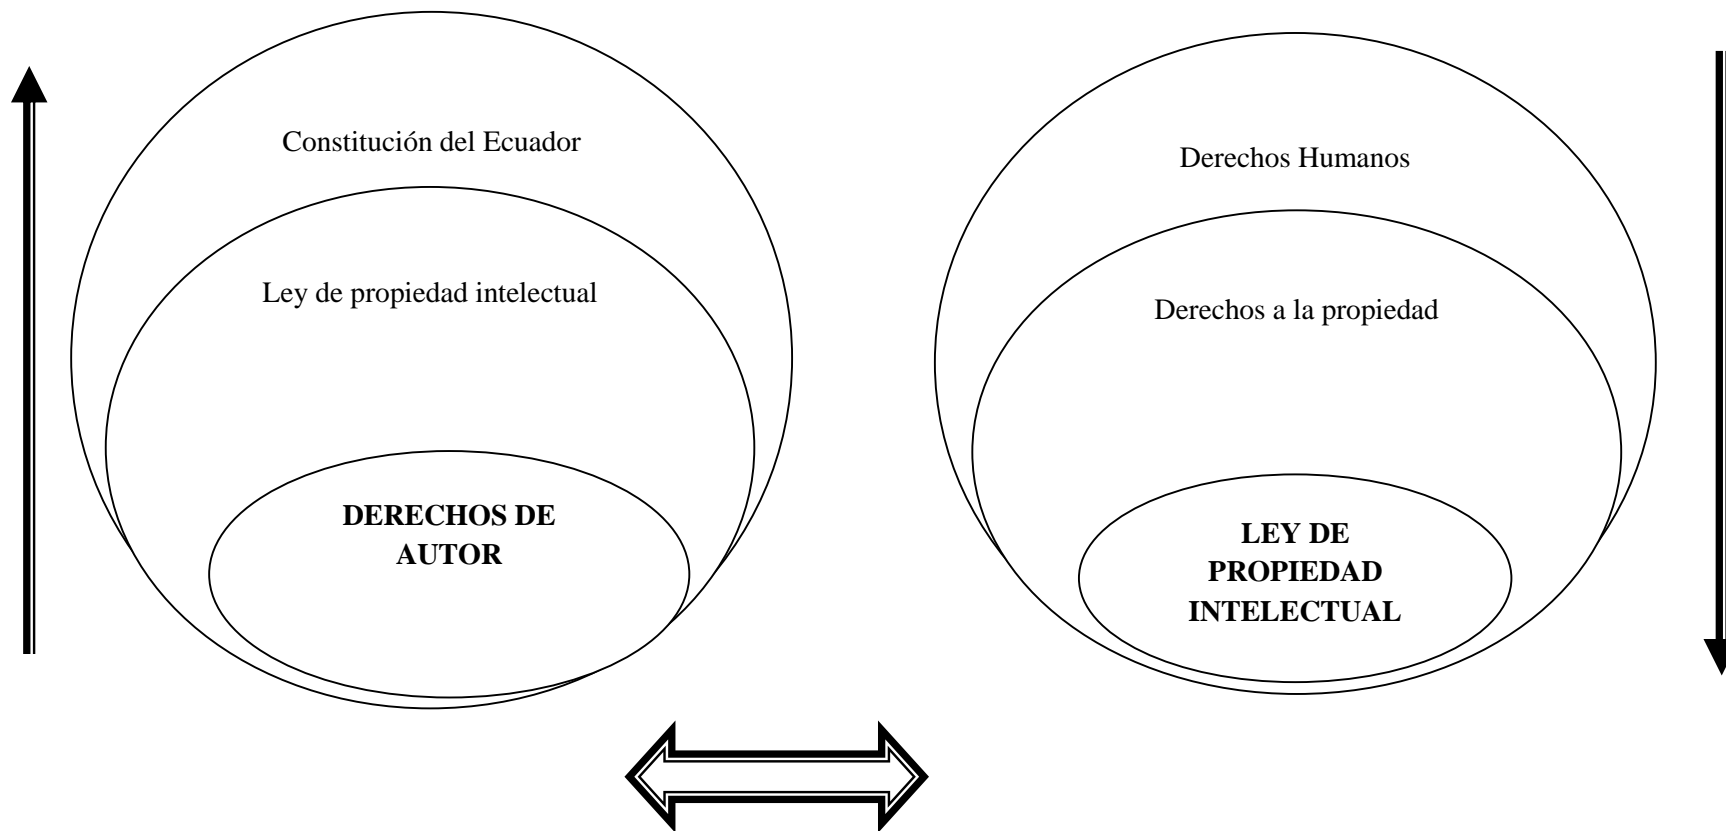 Constitución del Ecuador
Ley de propiedad intelectual
DERECHOS DE
AUTOR
Derechos Humanos
Derechos a la propiedad
LEY DE
PROPIEDAD
INTELECTUAL